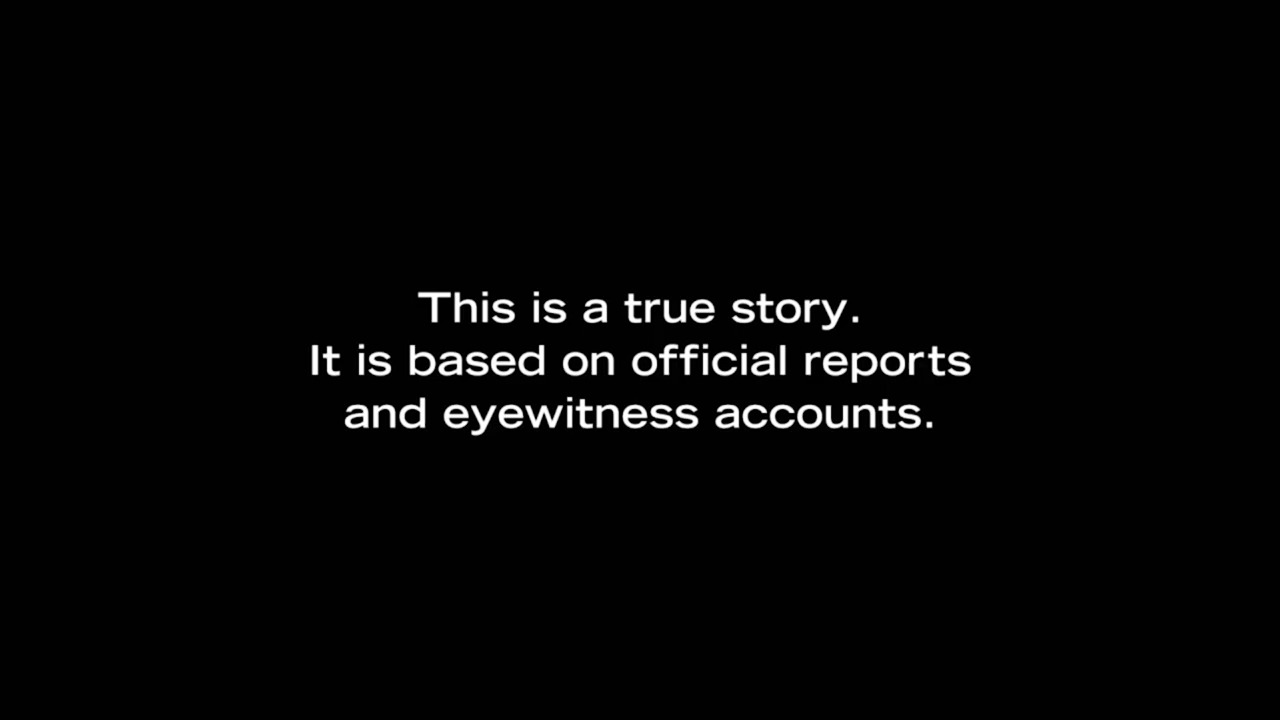 This is a true story.
It is based on official reports
and eyewitness accounts.